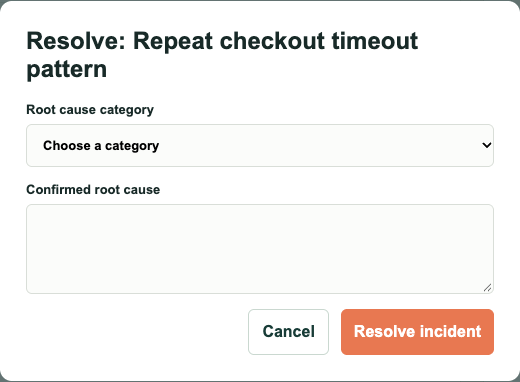 Resolve: Repeat checkout timeout
pattern
Root cause category
Choose a category
Confirmed root cause
Cancel
Resolve incident